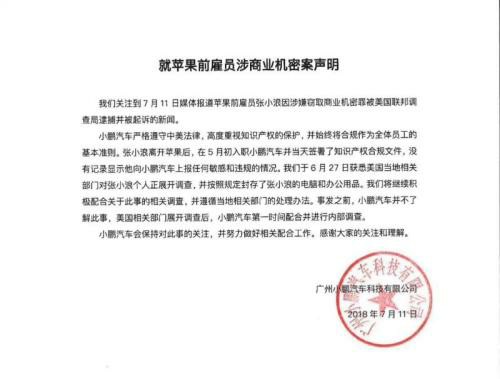 就苹果前雇员涉商业机密案声明
我们关注到7月11日媒体报道苹果前雇员张小浪因涉嫌窃取商业机密罪被美国联邦调
查局逮捕并被起诉的新闻。
小鹏汽车严格遵守中美法律，高度重视知识产权的保护，并始终将合规作为全体员工的
基本准则。张小浪离开苹果后，在5月初入职小鹏汽车并当天签署了知识产权合规文件，没
有记录显示他向小鹏汽车上报任何敏感和违规的情况。我们于6月27日获悉美国当地相关
部门对张小浪个人正展开调查，并按照规定封存了张小浪的电脑和办公用品。我们将继续积
极配合关于此事的相关调查，并遵循当地相关部门的处理办法。事发之前，小鹏汽车并不了
解此事，美国相关部门展开调查后，小鹏汽车第一时间配合并进行内部调查。
小鹏汽车会保持对此事的关注，并努力做好相关配合工作。感谢大家的关注和理解。
广州小鹏汽车科技有限公司
2018年7月11日
广州小鹏汽车科技有限公司